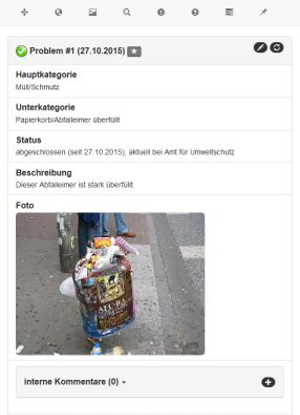 Problem #1 (27.10.2015)
Hauptkategorie
Müll/Schmutz
Unterkategorie
Papierkorb/Abfalleimer überfüllt
Status
abgeschlossen (seit 27.10.2015), aktuell bei Amt für Umweltschutz
Beschreibung
Dieser Abfalleimer ist stark überfüllt.
Foto
interne Kommentare (0)